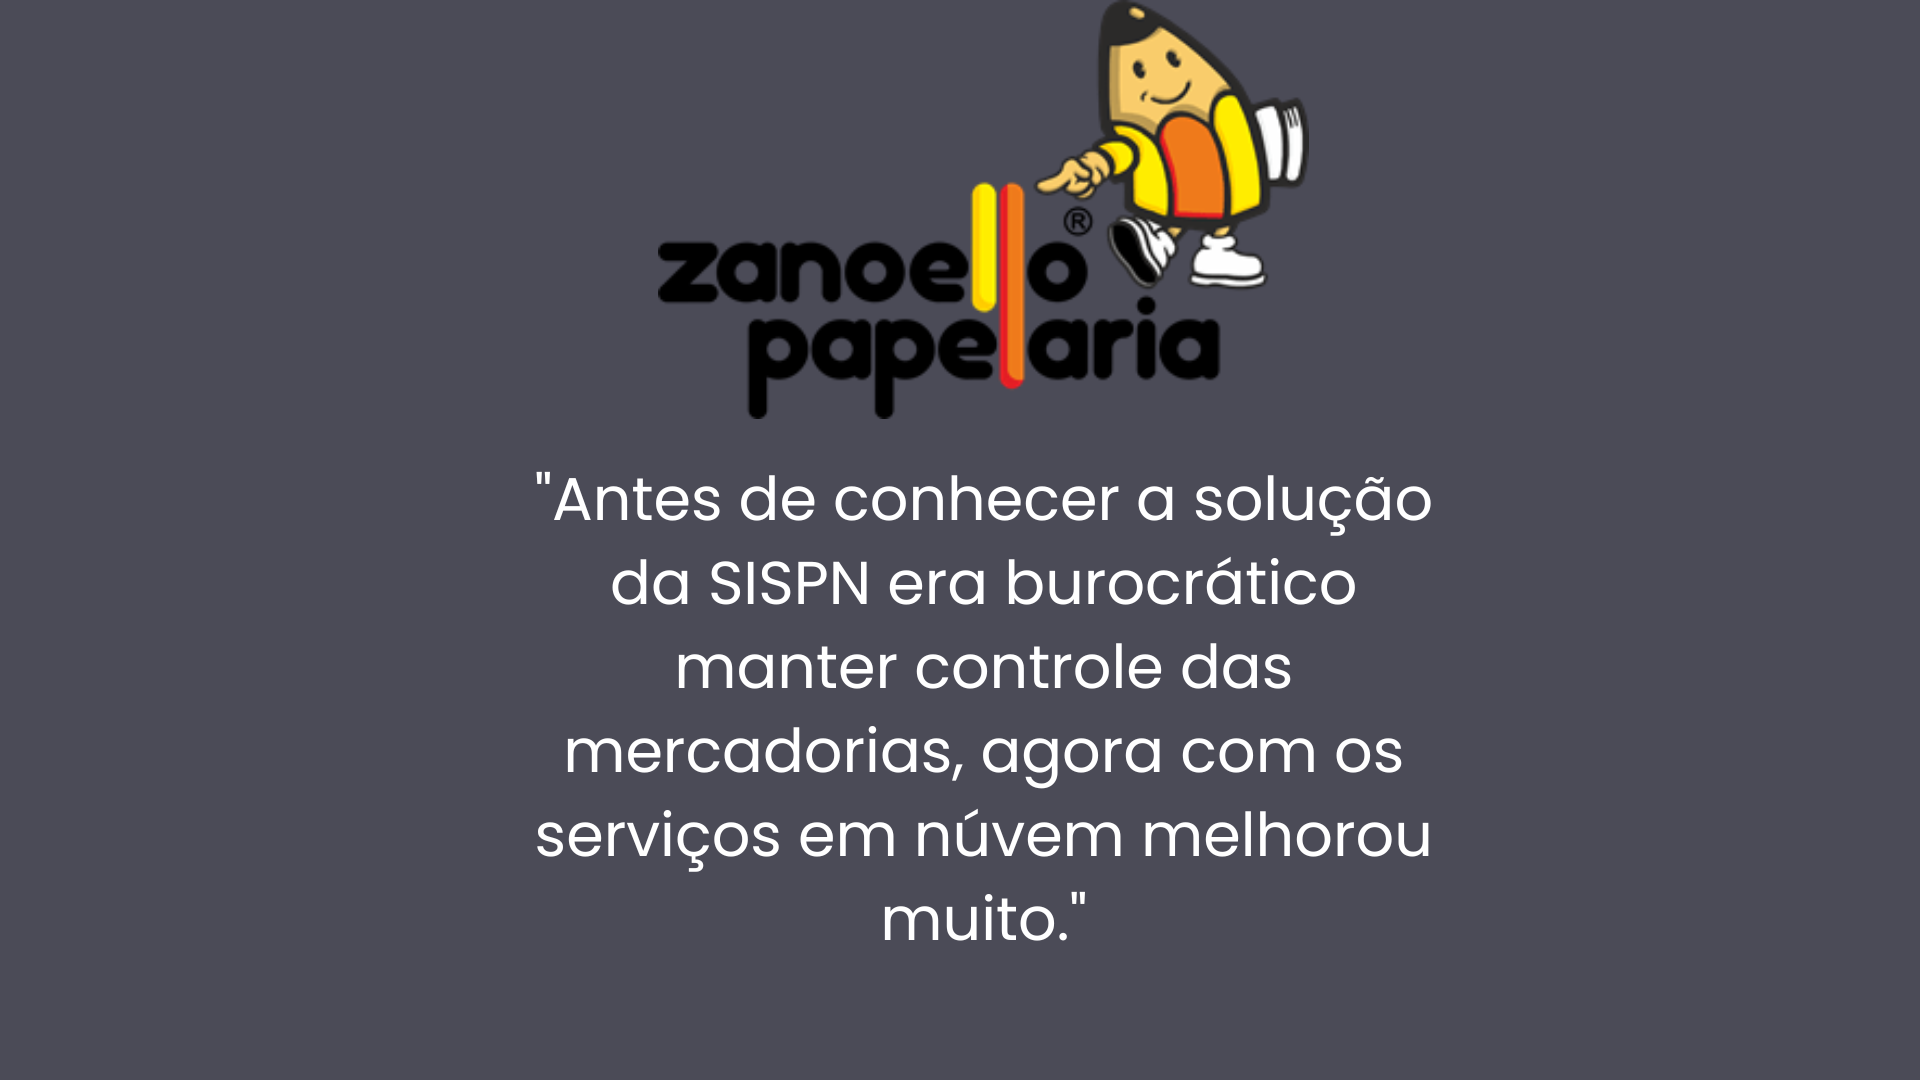 zanoello®
papelaria
"Antes de conhecer a solução
da SISPN era burocrático
manter controle das
mercadorias, agora com os
serviços em núvem melhorou
muito."